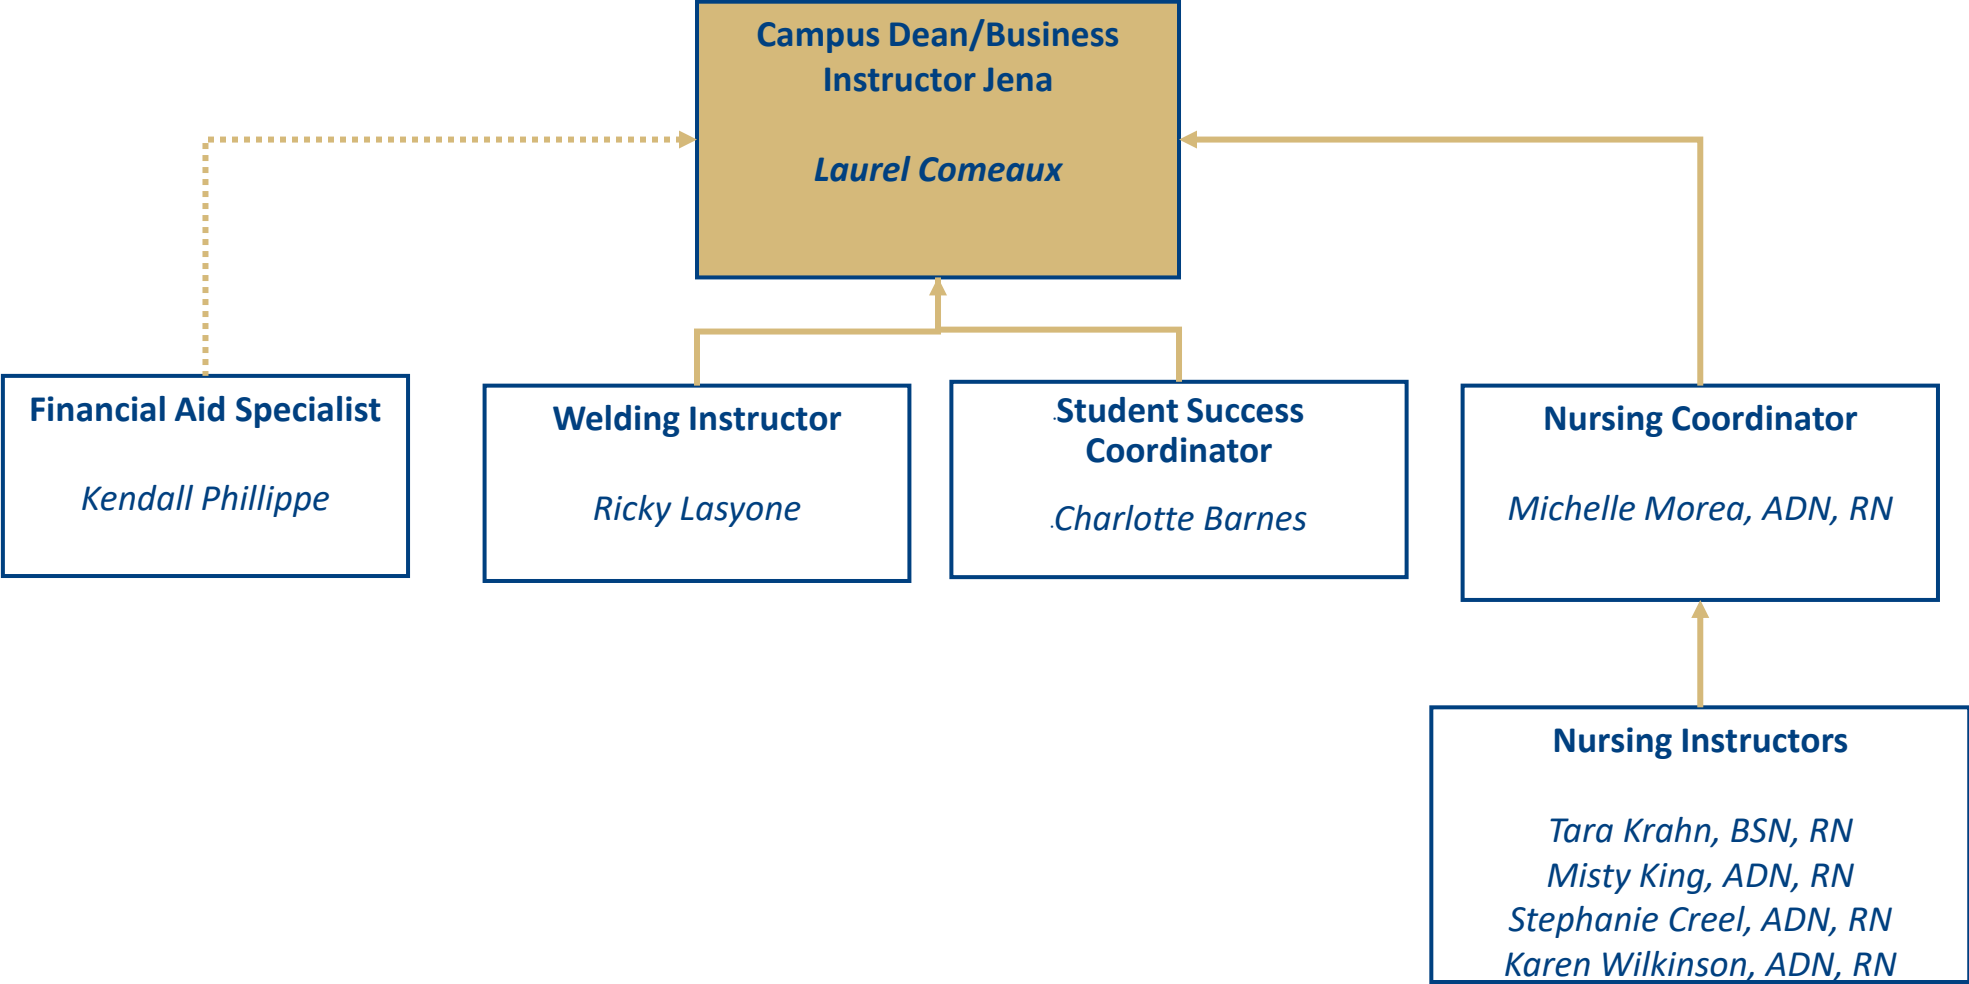 Campus Dean/Business
Instructor Jena
Laurel Comeaux
Financial Aid Specialist
Kendall Phillippe
Welding Instructor
Ricky Lasyone
.Student Success
Coordinator
.Charlotte Barnes
Nursing Coordinator
Michelle Morea, ADN, RN
Nursing Instructors
Tara Krahn, BSN, RN
Misty King, ADN, RN
Stephanie Creel, ADN, RN
Karen Wilkinson, ADN, RN